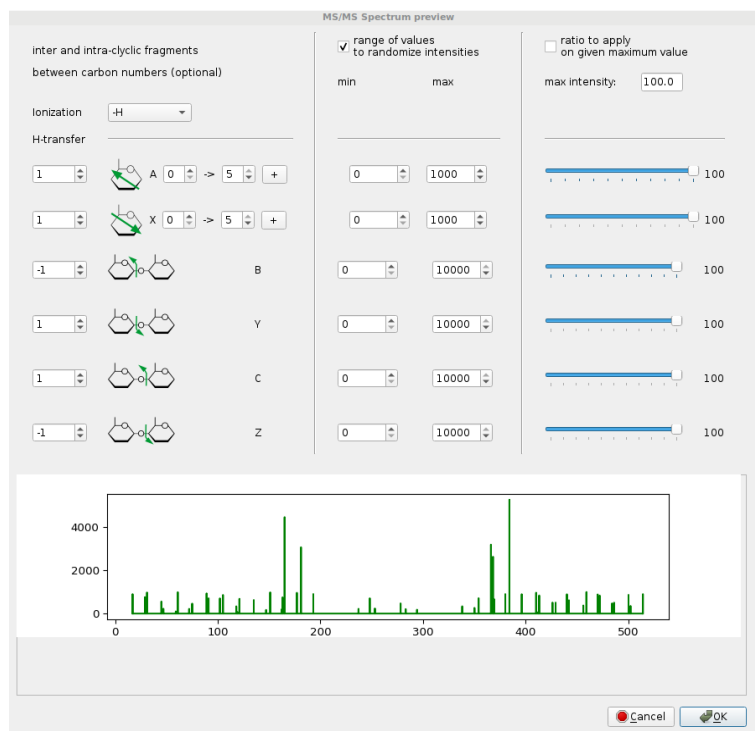 MS/MS Spectrum preview
inter and intra-clyclic fragments
between carbon numbers (optional)
range of values
to randomize intensities
ratio to apply
on given maximum value
min max
max intensity: 100.0
Ionization -H
H-transfer
1 A 0 -> 5 + 0 1000 100
1 X 0 -> 5 + 0 1000 100
-1 B 0 10000 100
1 Y 0 10000 100
1 C 0 10000 100
-1 Z 0 10000 100
4000
2000
0
0 100 200 300 400 500
Cancel OK